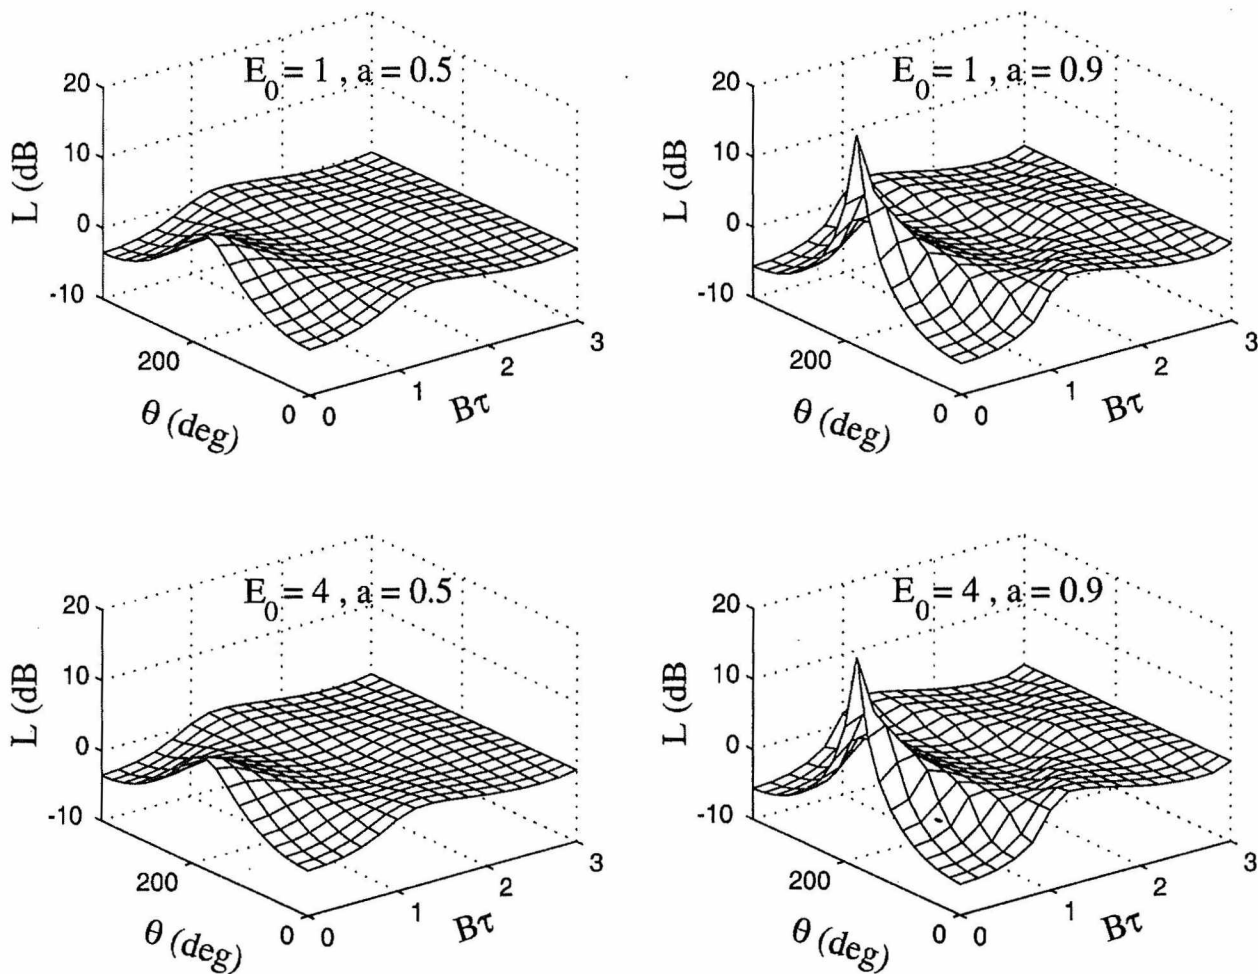 E₀ = 1 , a = 0.5
20
10
0
-10
L (dB
200
0
θ (deg)
0
1
2
3
Bτ
E₀ = 1 , a = 0.9
20
10
0
-10
L (dB
200
0
θ (deg)
0
1
2
3
Bτ
E₀ = 4 , a = 0.5
20
10
0
-10
L (dB
200
0
θ (deg)
0
1
2
3
Bτ
E₀ = 4 , a = 0.9
20
10
0
-10
L (dB
200
0
θ (deg)
0
1
2
3
Bτ